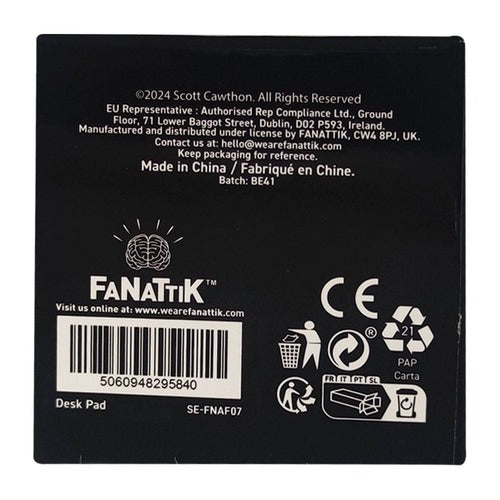 ©2024 Scott Cawthon. All Rights Reserved
EU Representative : Authorised Rep Compliance Ltd., Ground
Floor, 71 Lower Baggot Street, Dublin, D02 P593, Ireland.
Manufactured and distributed under license by FANATTIK, CW4 8PJ, UK.
Contact us: hello@wearefanattik.com
Keep packaging for reference.
Made in China / Fabriqué en Chine.
Batch: BE41
FANATTIK™
Visit us online at: www.wearefanattik.com
5060948295840
Desk Pad
SE-FNAF07
CE
®
21
PAP
Carta
FR IT PT SL